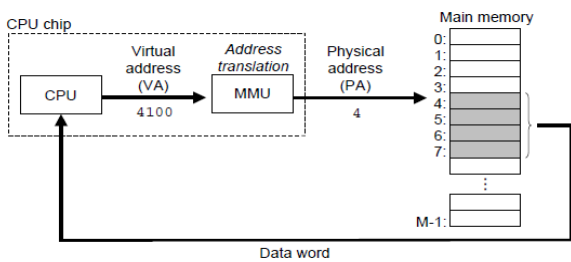 CPU chip
CPU
Virtual
address
(VA)
4100
Address
translation
MMU
Physical
address
(PA)
4
Main memory
0:
1:
2:
3:
4:
5:
6:
7:
⋮
M-1:
Data word